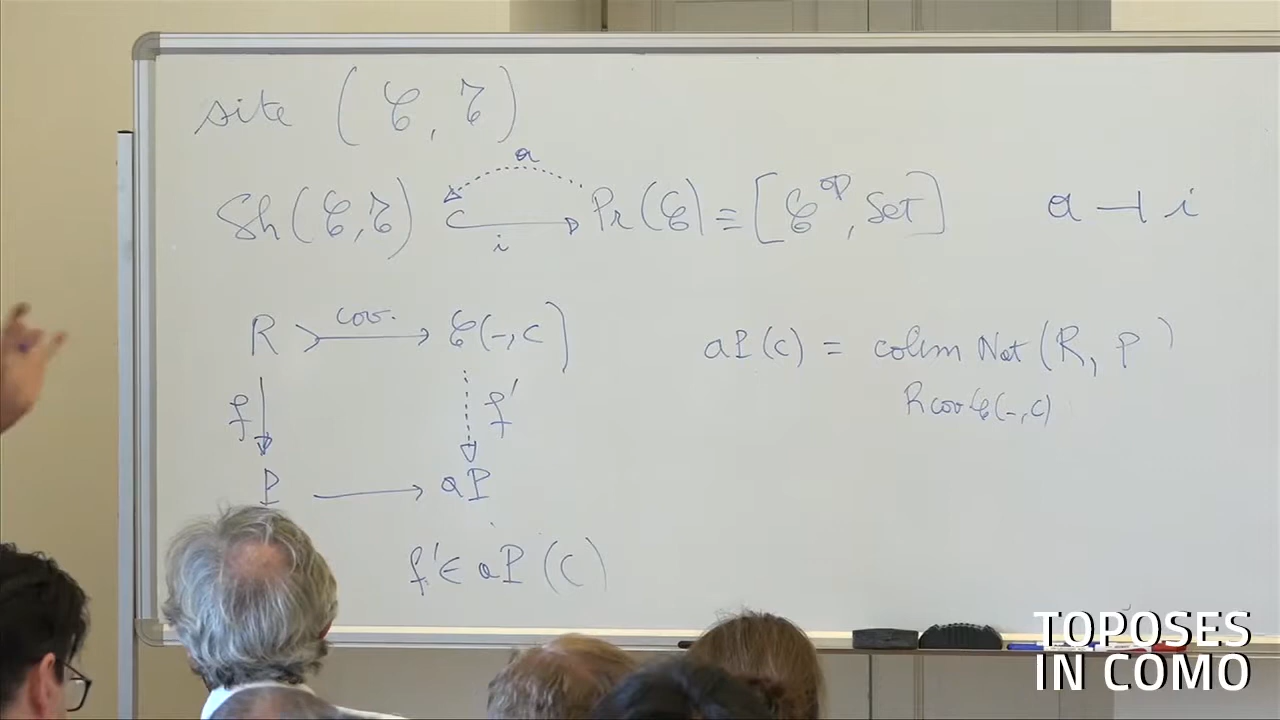 site (𝒞, τ)
a
Sh(𝒞, τ) ⊂→ Pr(𝒞) ≡ [𝒞^op, Set] a ⊣ i
i
R cov. 𝒞(-, C)
aP(C) = colim Nat(R, P)
R cov 𝒞(-, C)
f f'
P → aP
f' ∈ aP(C)
TOPOSES
IN COMO